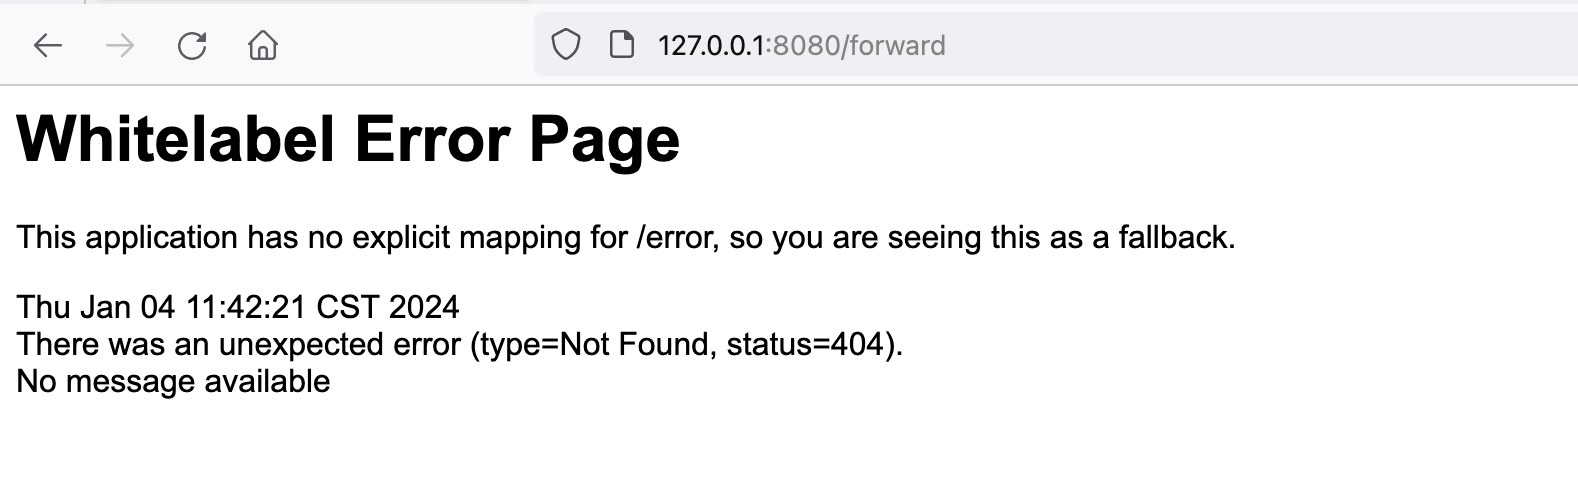 127.0.0.1:8080/forward
Whitelabel Error Page
This application has no explicit mapping for /error, so you are seeing this as a fallback.
Thu Jan 04 11:42:21 CST 2024
There was an unexpected error (type=Not Found, status=404).
No message available